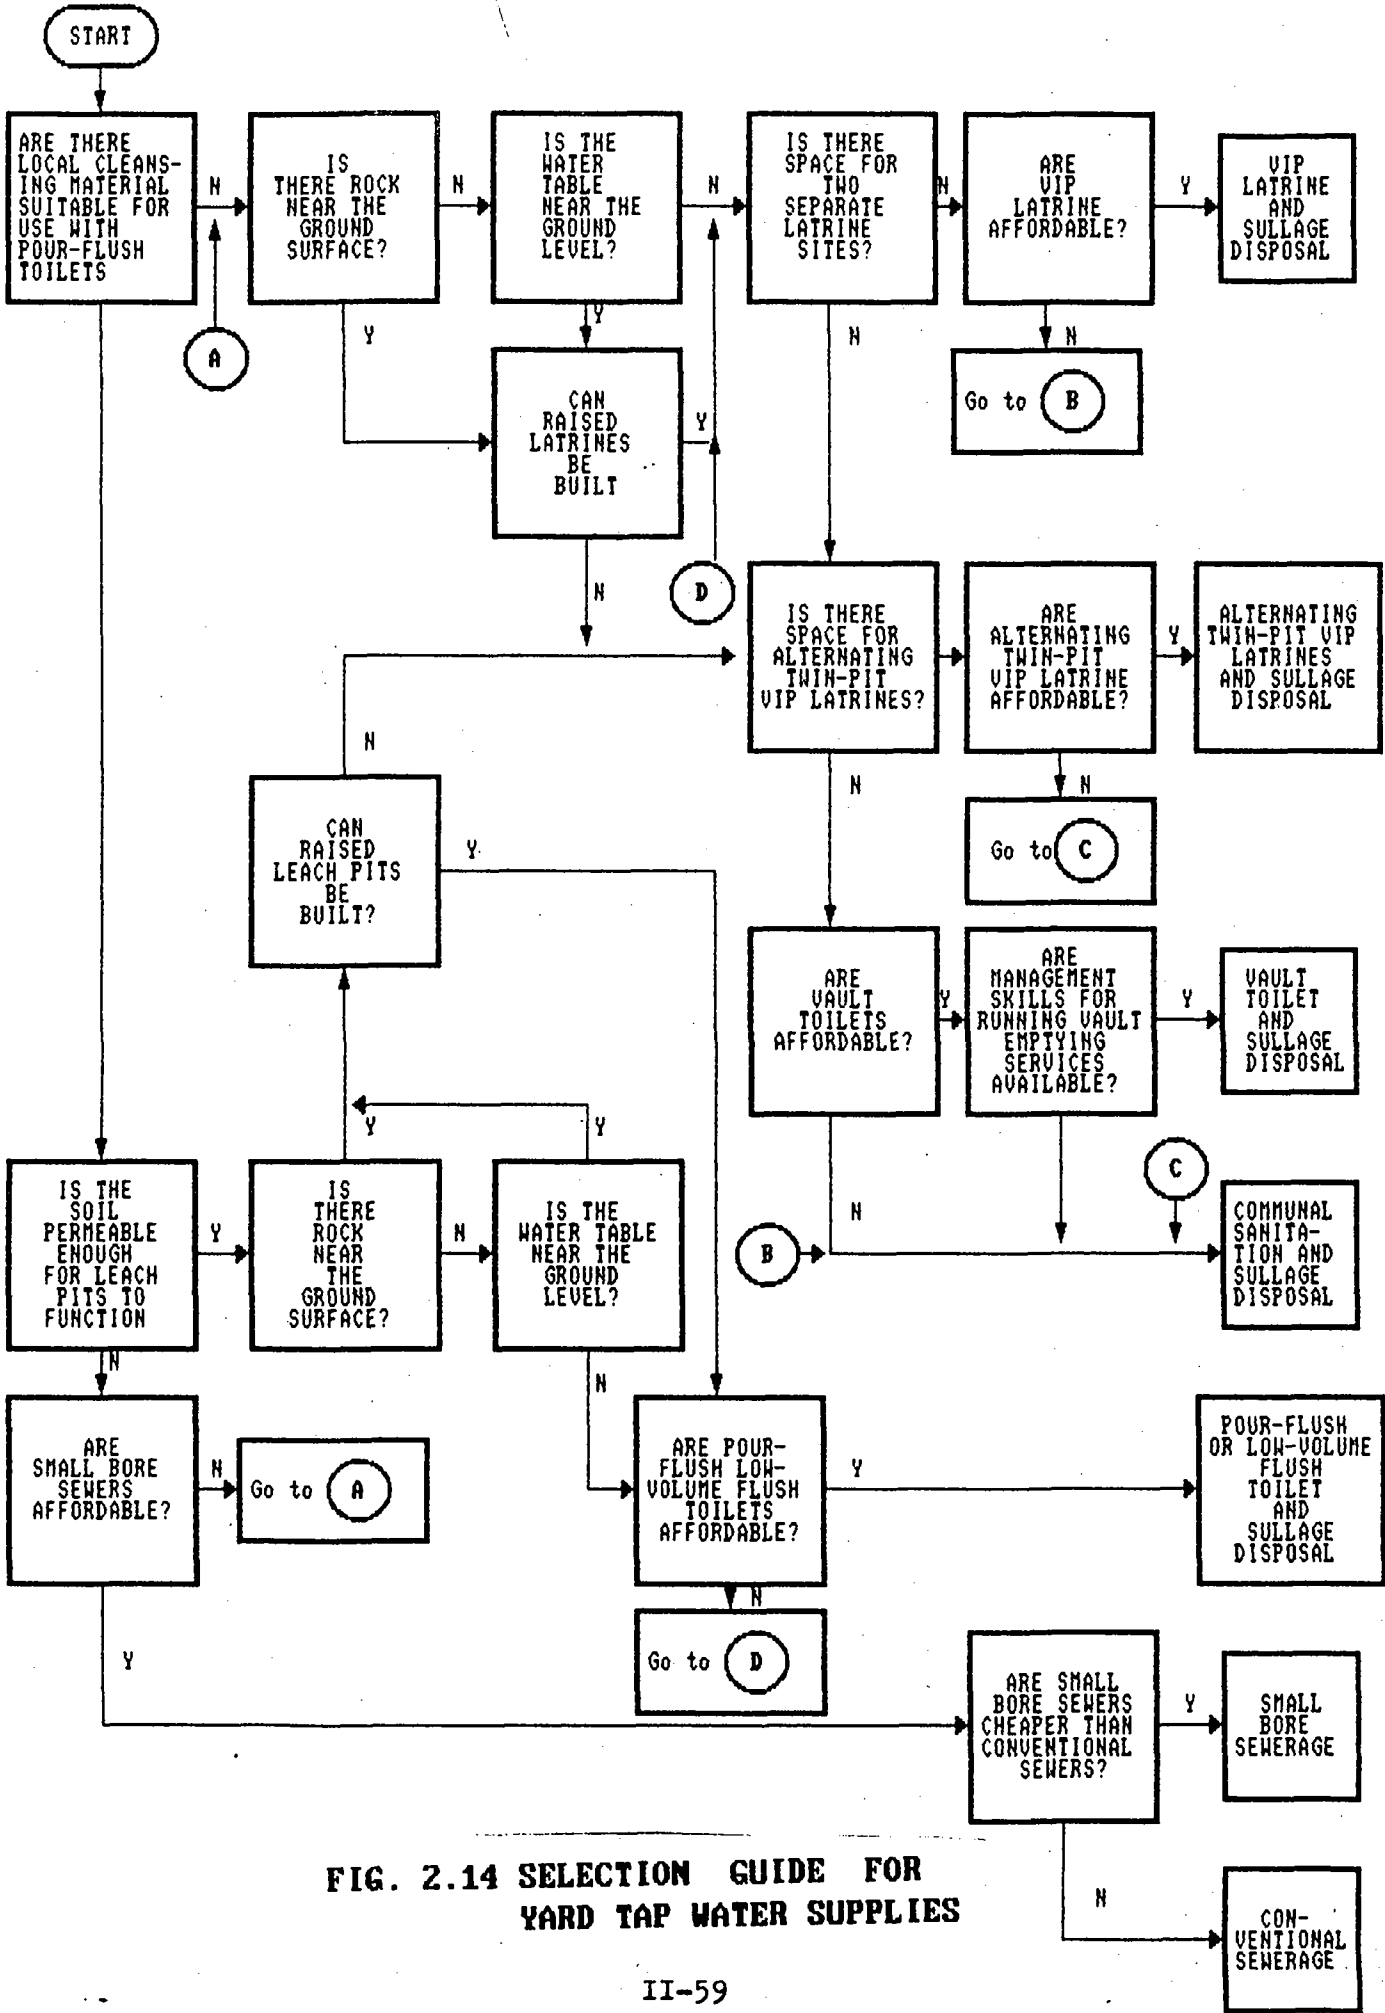 START
ARE THERE
LOCAL CLEANS-
ING MATERIAL
SUITABLE FOR
USE WITH
POUR-FLUSH
TOILETS
N
A
IS
THERE ROCK
NEAR THE
GROUND
SURFACE?
N
Y
IS THE
WATER
TABLE
NEAR THE
GROUND
LEVEL?
N
Y
IS THERE
SPACE FOR
TWO
SEPARATE
LATRINE
SITES?
N
N
ARE
VIP
LATRINE
AFFORDABLE?
Y
N
VIP
LATRINE
AND
SULLAGE
DISPOSAL
Go to B
CAN
RAISED
LATRINES
BE
BUILT
Y
N
D
IS THERE
SPACE FOR
ALTERNATING
TWIN-PIT
VIP LATRINES?
N
ARE
ALTERNATING
TWIN-PIT
VIP LATRINE
AFFORDABLE?
Y
N
ALTERNATING
TWIN-PIT VIP
LATRINES
AND SULLAGE
DISPOSAL
Go to C
N
CAN
RAISED
LEACH PITS
BE
BUILT?
Y
ARE
VAULT
TOILETS
AFFORDABLE?
Y
N
ARE
MANAGEMENT
SKILLS FOR
RUNNING VAULT
EMPTYING
SERVICES
AVAILABLE?
Y
VAULT
TOILET
AND
SULLAGE
DISPOSAL
C
B
COMMUNAL
SANITA-
TION AND
SULLAGE
DISPOSAL
IS THE
SOIL
PERMEABLE
ENOUGH
FOR LEACH
PITS TO
FUNCTION
Y
N
IS
THERE
ROCK
NEAR
THE
GROUND
SURFACE?
Y
N
IS THE
WATER TABLE
NEAR THE
GROUND
LEVEL?
Y
N
ARE
SMALL BORE
SEWERS
AFFORDABLE?
N
Y
Go to A
ARE POUR-
FLUSH LOW-
VOLUME FLUSH
TOILETS
AFFORDABLE?
Y
N
POUR-FLUSH
OR LOW-VOLUME
FLUSH
TOILET
AND
SULLAGE
DISPOSAL
Go to D
ARE SMALL
BORE SEWERS
CHEAPER THAN
CONVENTIONAL
SEWERS?
Y
N
SMALL
BORE
SEWERAGE
CON-
VENTIONAL
SEWERAGE
FIG. 2.14 SELECTION GUIDE FOR
YARD TAP WATER SUPPLIES
II-59